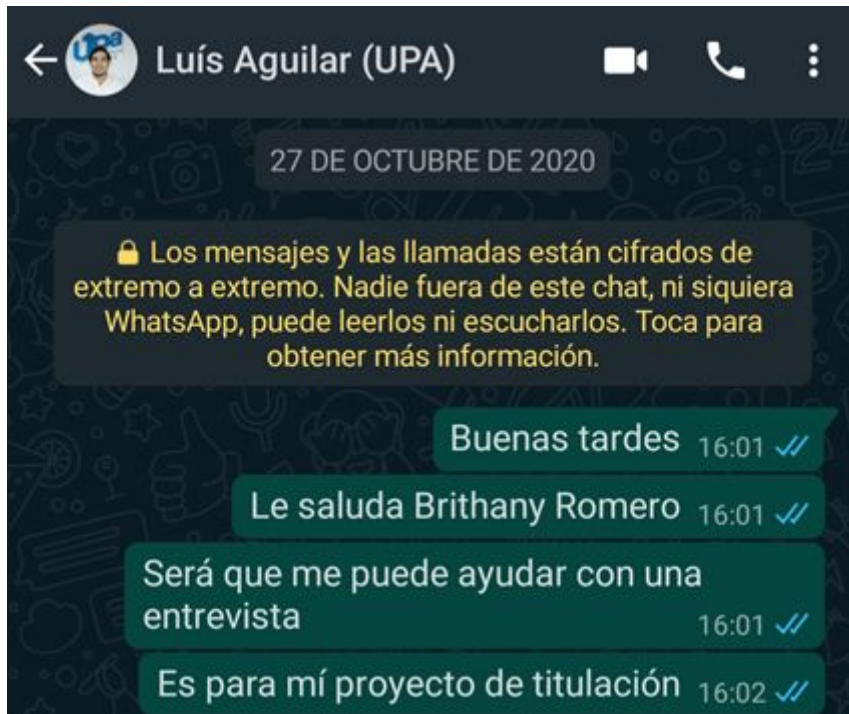 upa
Luís Aguilar (UPA)
27 DE OCTUBRE DE 2020
Los mensajes y las llamadas están cifrados de
extremo a extremo. Nadie fuera de este chat, ni siquiera
WhatsApp, puede leerlos ni escucharlos. Toca para
obtener más información.
Buenas tardes 16:01
Le saluda Brithany Romero 16:01
Será que me puede ayudar con una
entrevista 16:01
Es para mí proyecto de titulación 16:02